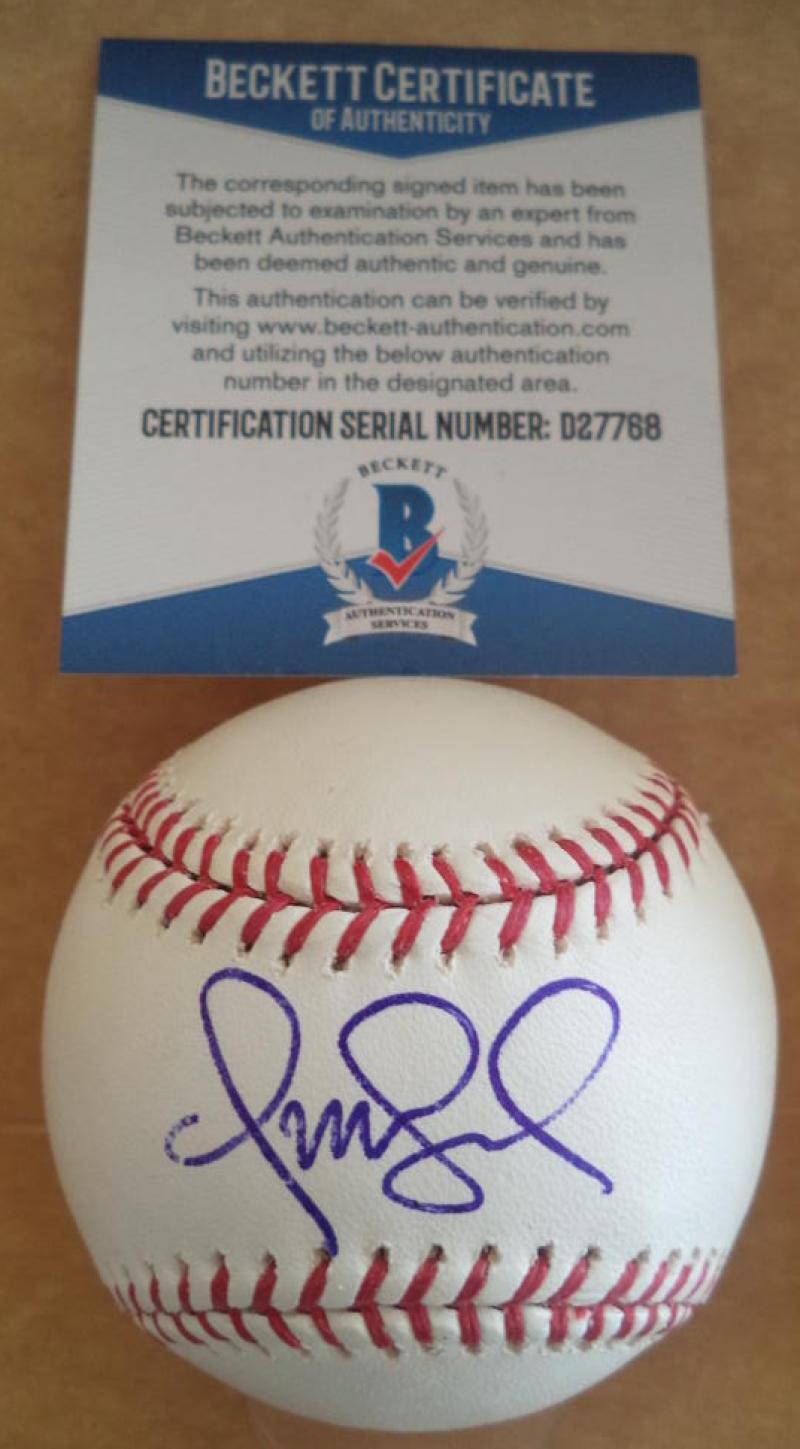 BECKETT CERTIFICATE
OF AUTHENTICITY
The corresponding signed item has been
subjected to examination by an expert from
Beckett Authentication Services and has
been deemed authentic and genuine.
This authentication can be verified by
visiting www.beckett-authentication.com
and utilizing the below authentication
number in the designated area.
CERTIFICATION SERIAL NUMBER: D27768
BECKETT
B
AUTHENTICATION
SERVICES